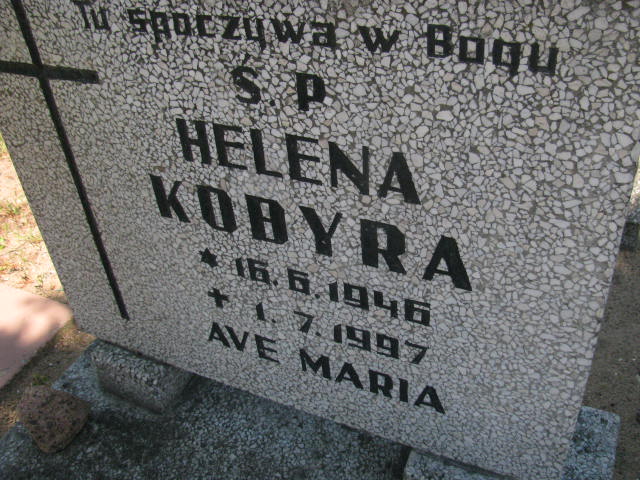 Tu spoczywa w Bogu
Ś. P
HELENA
KOBYRA
* 16. 6. 1946
+ 1. 7. 1997
AVE MARIA